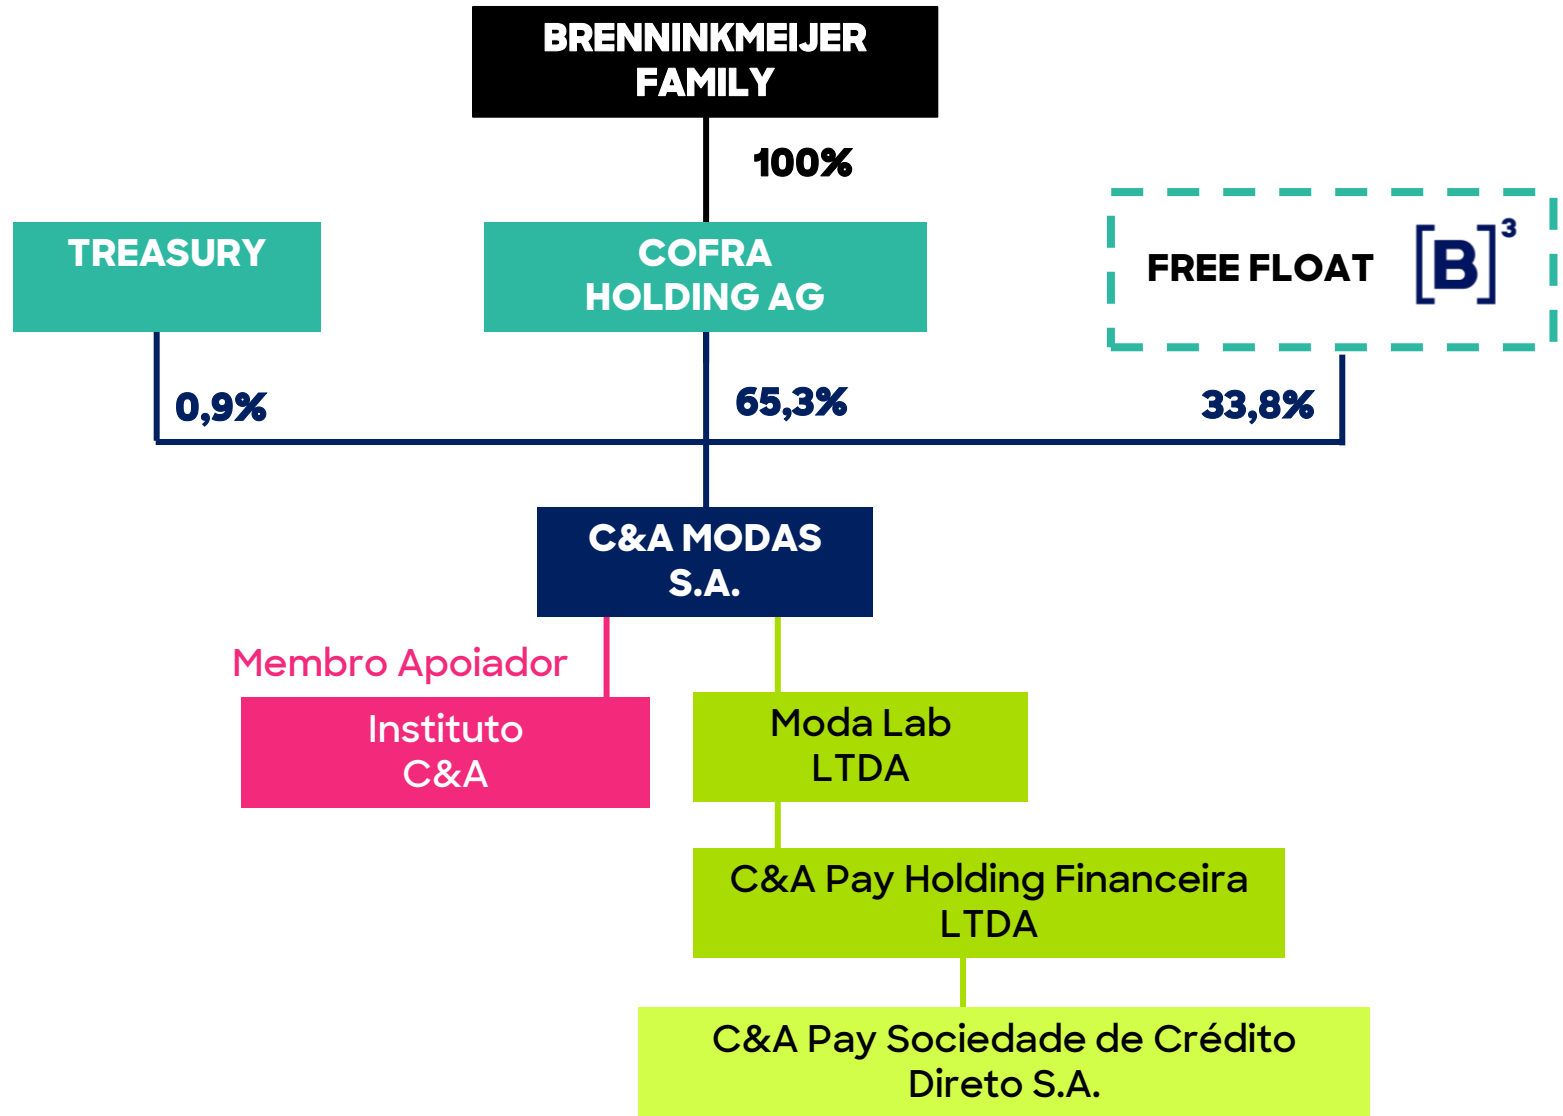 BRENNINKMEIJER
FAMILY
100%
TREASURY
COFRA
HOLDING AG
FREE FLOAT [B]³
0,9%
65,3%
33,8%
C&A MODAS
S.A.
Membro Apoiador
Instituto
C&A
Moda Lab
LTDA
C&A Pay Holding Financeira
LTDA
C&A Pay Sociedade de Crédito
Direto S.A.